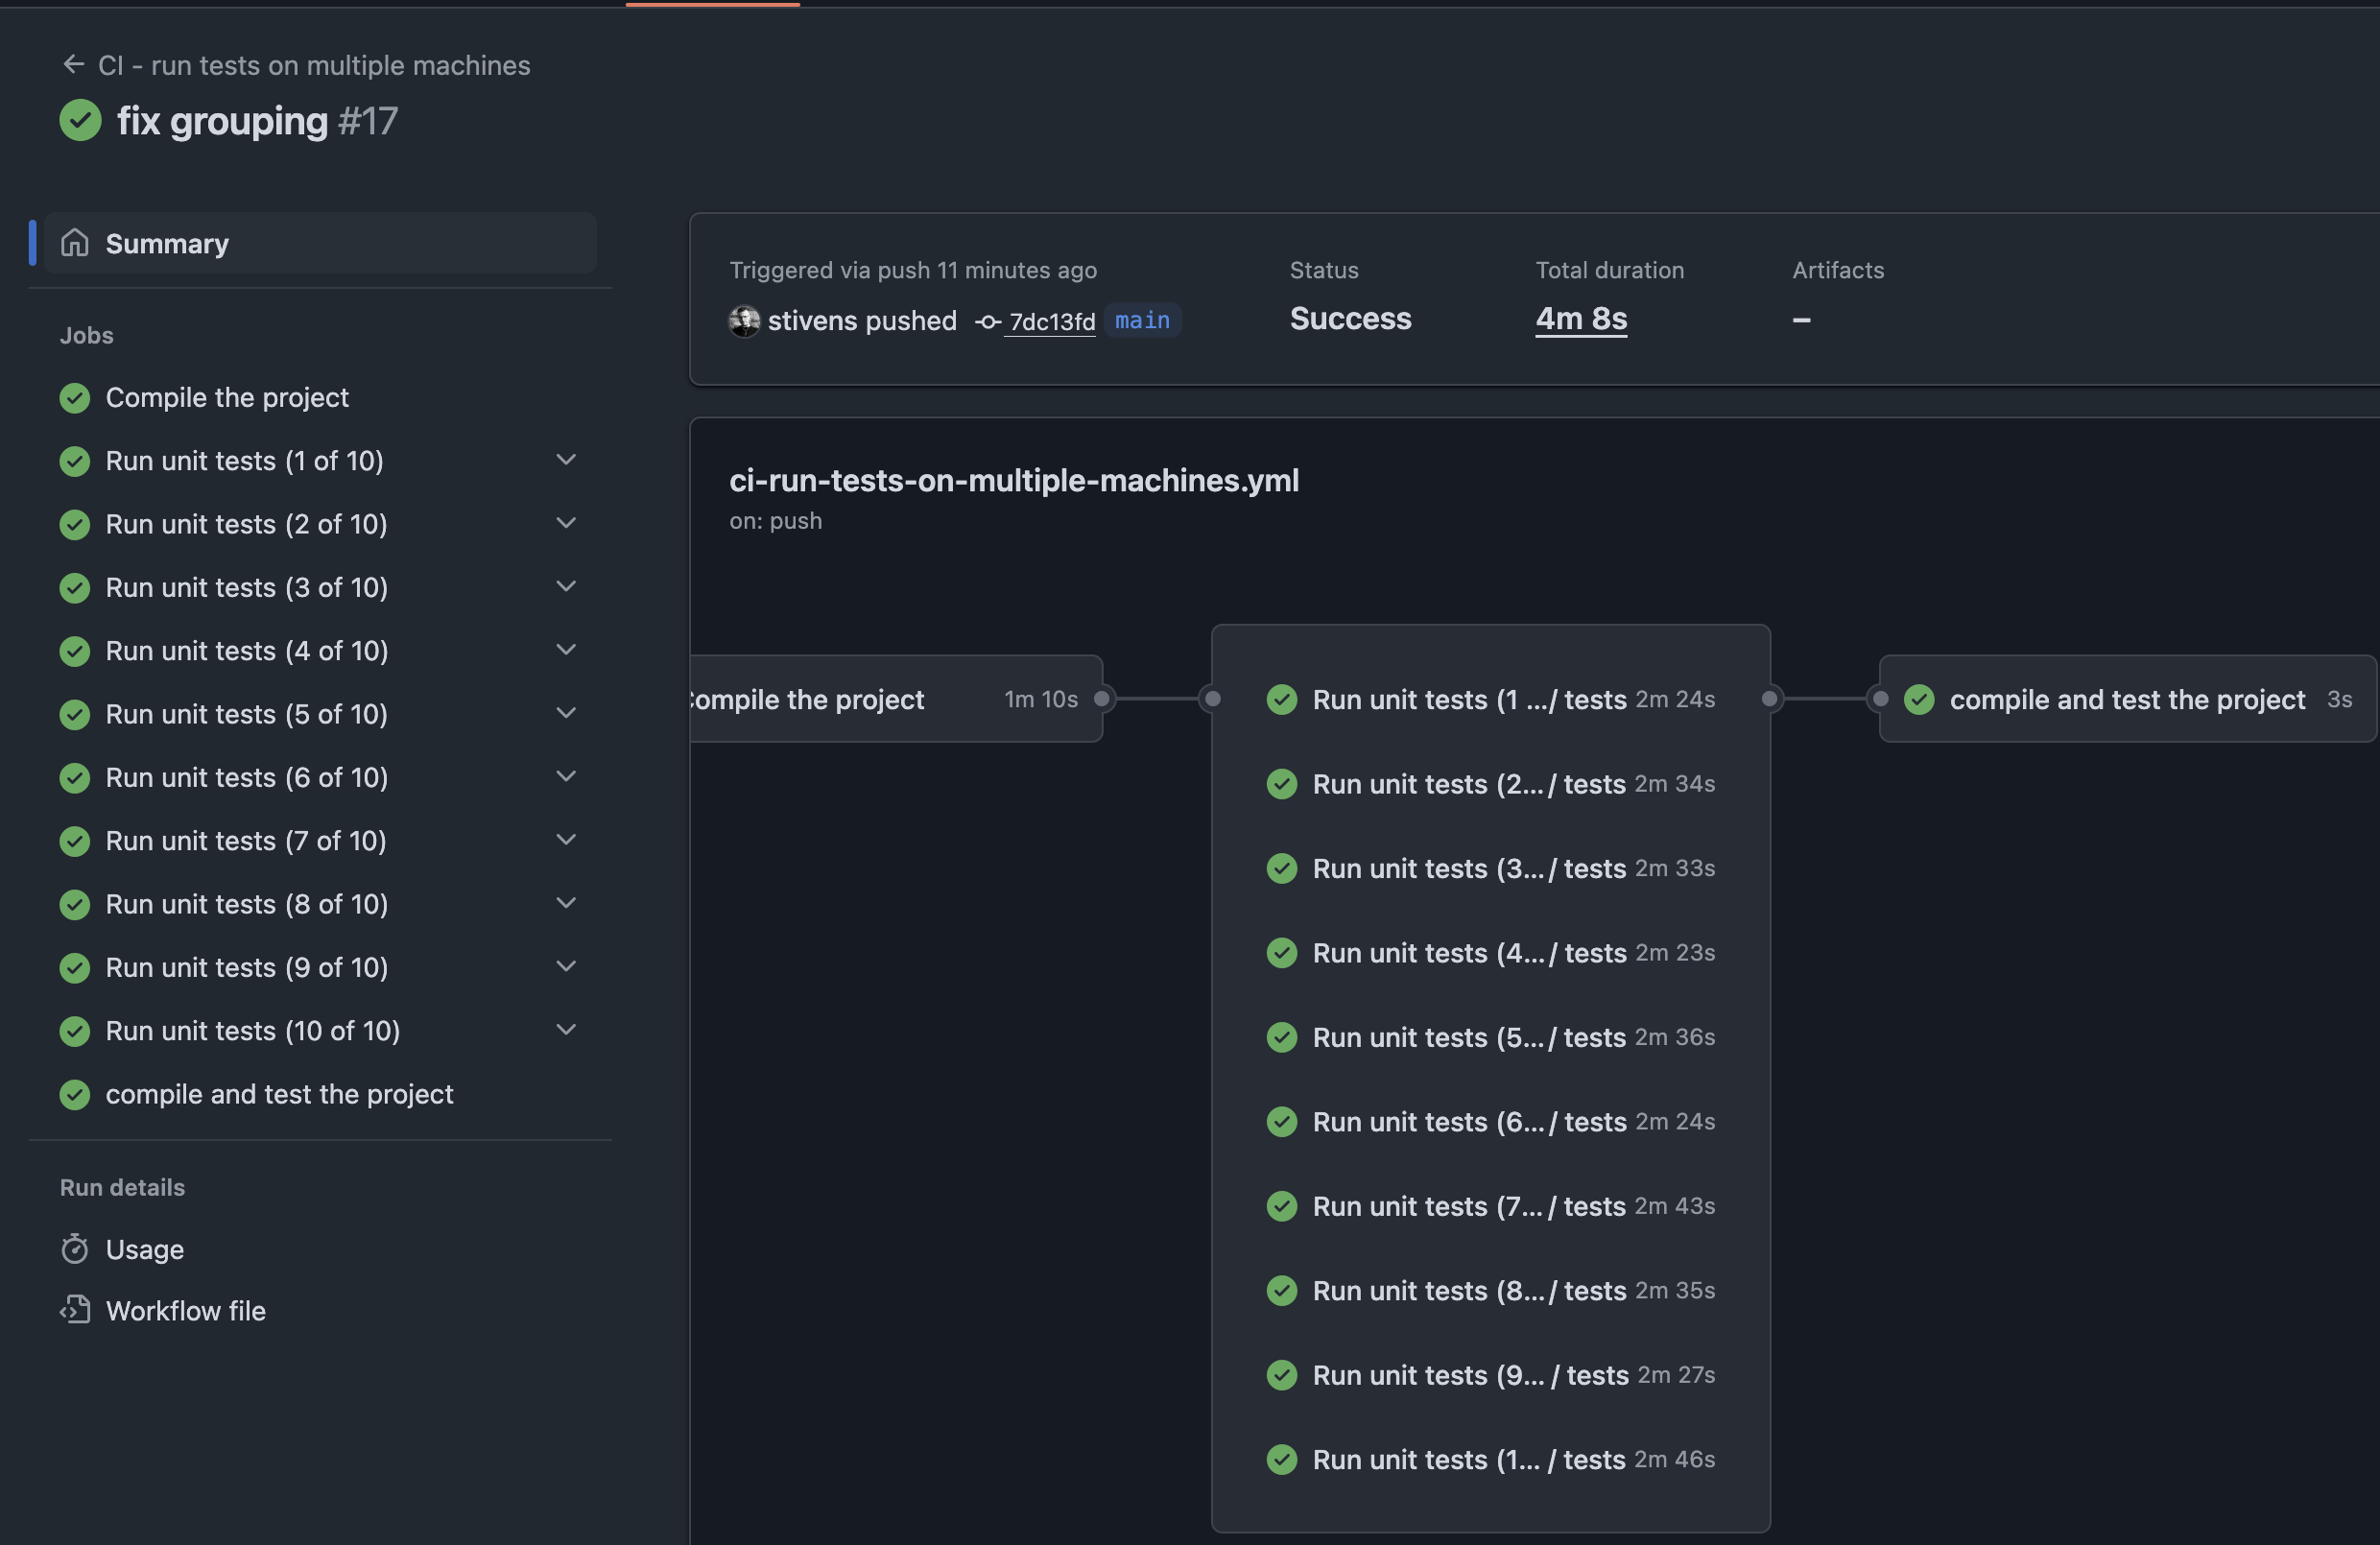 CI - run tests on multiple machines
fix grouping #17
Summary
Jobs
Compile the project
Run unit tests (1 of 10)
Run unit tests (2 of 10)
Run unit tests (3 of 10)
Run unit tests (4 of 10)
Run unit tests (5 of 10)
Run unit tests (6 of 10)
Run unit tests (7 of 10)
Run unit tests (8 of 10)
Run unit tests (9 of 10)
Run unit tests (10 of 10)
compile and test the project
Run details
Usage
Workflow file
Triggered via push 11 minutes ago
stivens pushed 7dc13fd main
Status
Success
Total duration
4m 8s
Artifacts
–
ci-run-tests-on-multiple-machines.yml
on: push
Compile the project 1m 10s
Run unit tests (1 ... / tests 2m 24s
Run unit tests (2... / tests 2m 34s
Run unit tests (3... / tests 2m 33s
Run unit tests (4... / tests 2m 23s
Run unit tests (5... / tests 2m 36s
Run unit tests (6... / tests 2m 24s
Run unit tests (7... / tests 2m 43s
Run unit tests (8... / tests 2m 35s
Run unit tests (9... / tests 2m 27s
Run unit tests (1... / tests 2m 46s
compile and test the project 3s